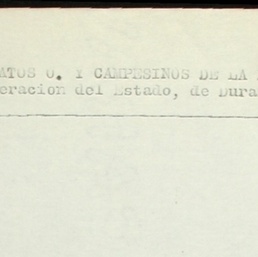 ATOS O. Y CAMPESINOS DE LA
eracion del Estado, de Dura